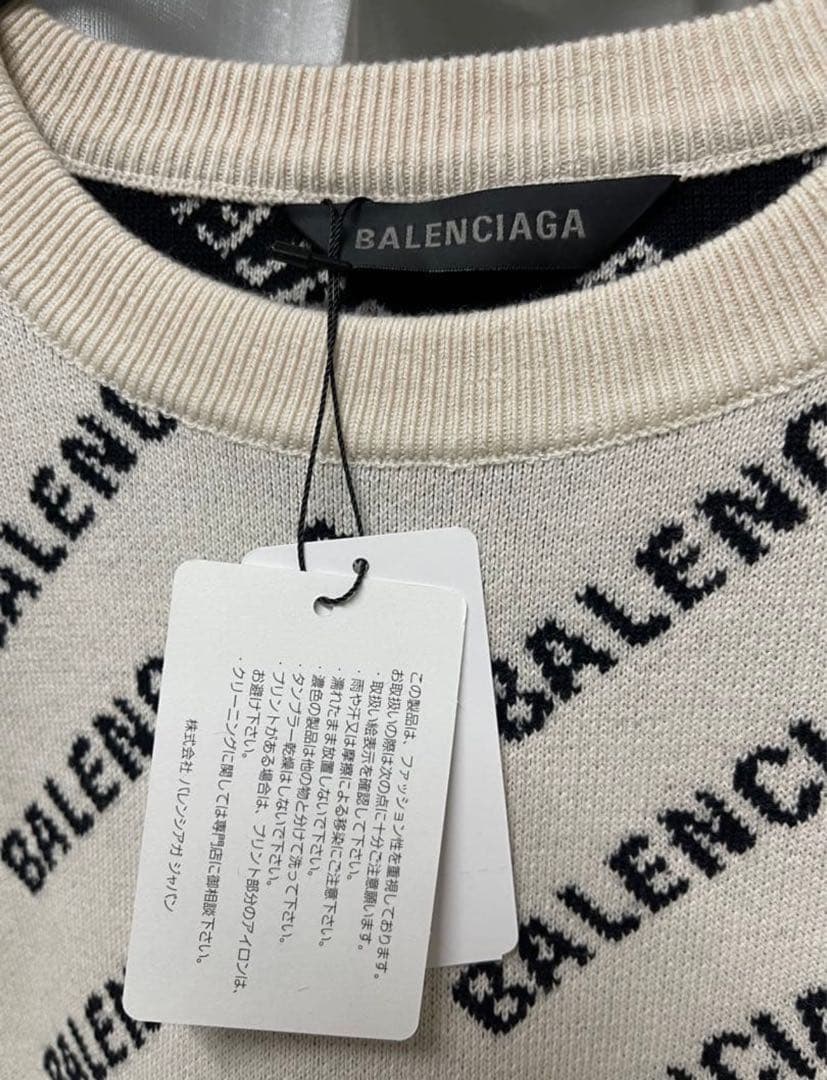 BALENCIAGA
BALENC
BALENC
BALENC
BALENC
BALENCI
BALENCIA
BALENCIA
この製品は、ファッション性を重視しております。
お取扱いの際は次の点に十分ご注意願います。
・取扱い絵表示を確認して下さい。
・雨や汗又は摩擦による移染にご注意下さい。
・濡れたまま放置しないで下さい。
・濃色の製品は他の物と分けて洗って下さい。
・タンブラー乾燥はしないで下さい。
・プリントがある場合は、プリント部分のアイロンは、
お避け下さい。
・クリーニングに関しては専門店に御相談下さい。
株式会社 バレンシアガ ジャパン